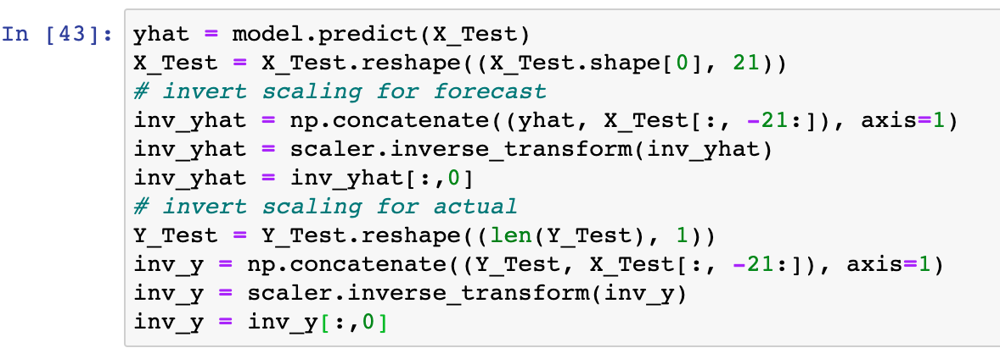 In [43]: yhat = model.predict(X_Test)
X_Test = X_Test.reshape((X_Test.shape[0], 21))
# invert scaling for forecast
inv_yhat = np.concatenate((yhat, X_Test[:, -21:]), axis=1)
inv_yhat = scaler.inverse_transform(inv_yhat)
inv_yhat = inv_yhat[:,0]
# invert scaling for actual
Y_Test = Y_Test.reshape((len(Y_Test), 1))
inv_y = np.concatenate((Y_Test, X_Test[:, -21:]), axis=1)
inv_y = scaler.inverse_transform(inv_y)
inv_y = inv_y[:,0]